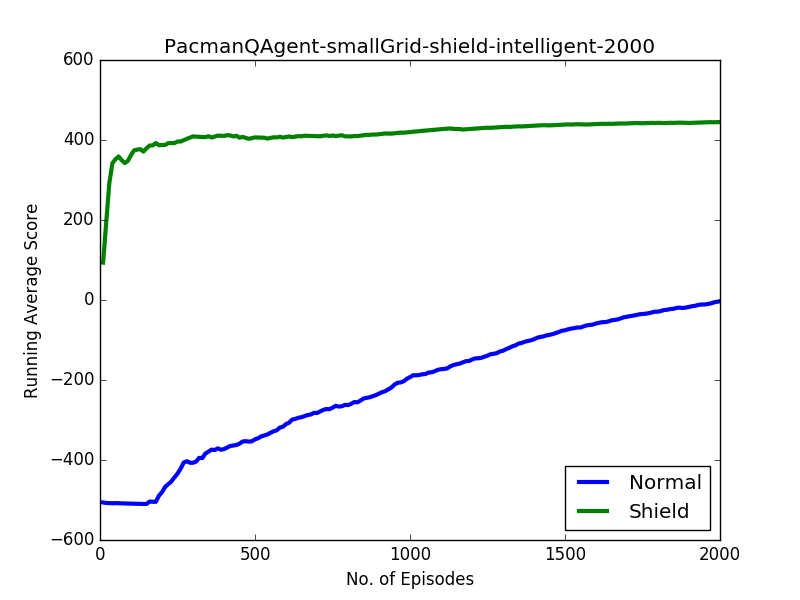 PacmanQAgent-smallGrid-shield-intelligent-2000
600
400
200
0
−200
−400
−600
Running Average Score
0 500 1000 1500 2000
No. of Episodes
Normal
Shield